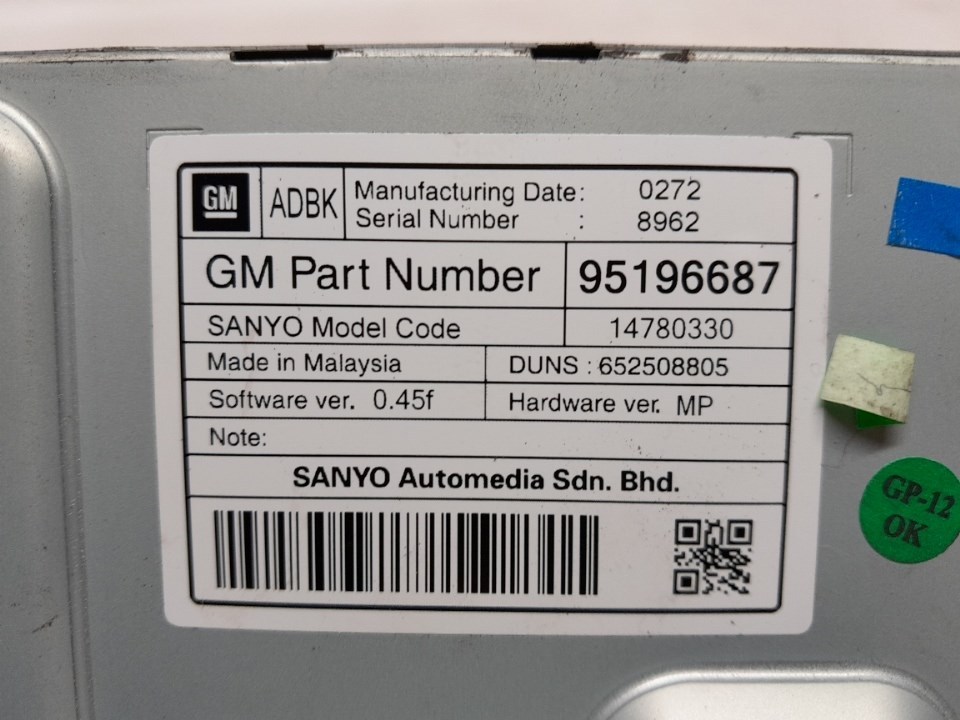 GM ADBK Manufacturing Date: 0272
Serial Number : 8962
GM Part Number 95196687
SANYO Model Code 14780330
Made in Malaysia DUNS : 652508805
Software ver. 0.45f Hardware ver. MP
Note:
SANYO Automedia Sdn. Bhd.
GP-12
OK